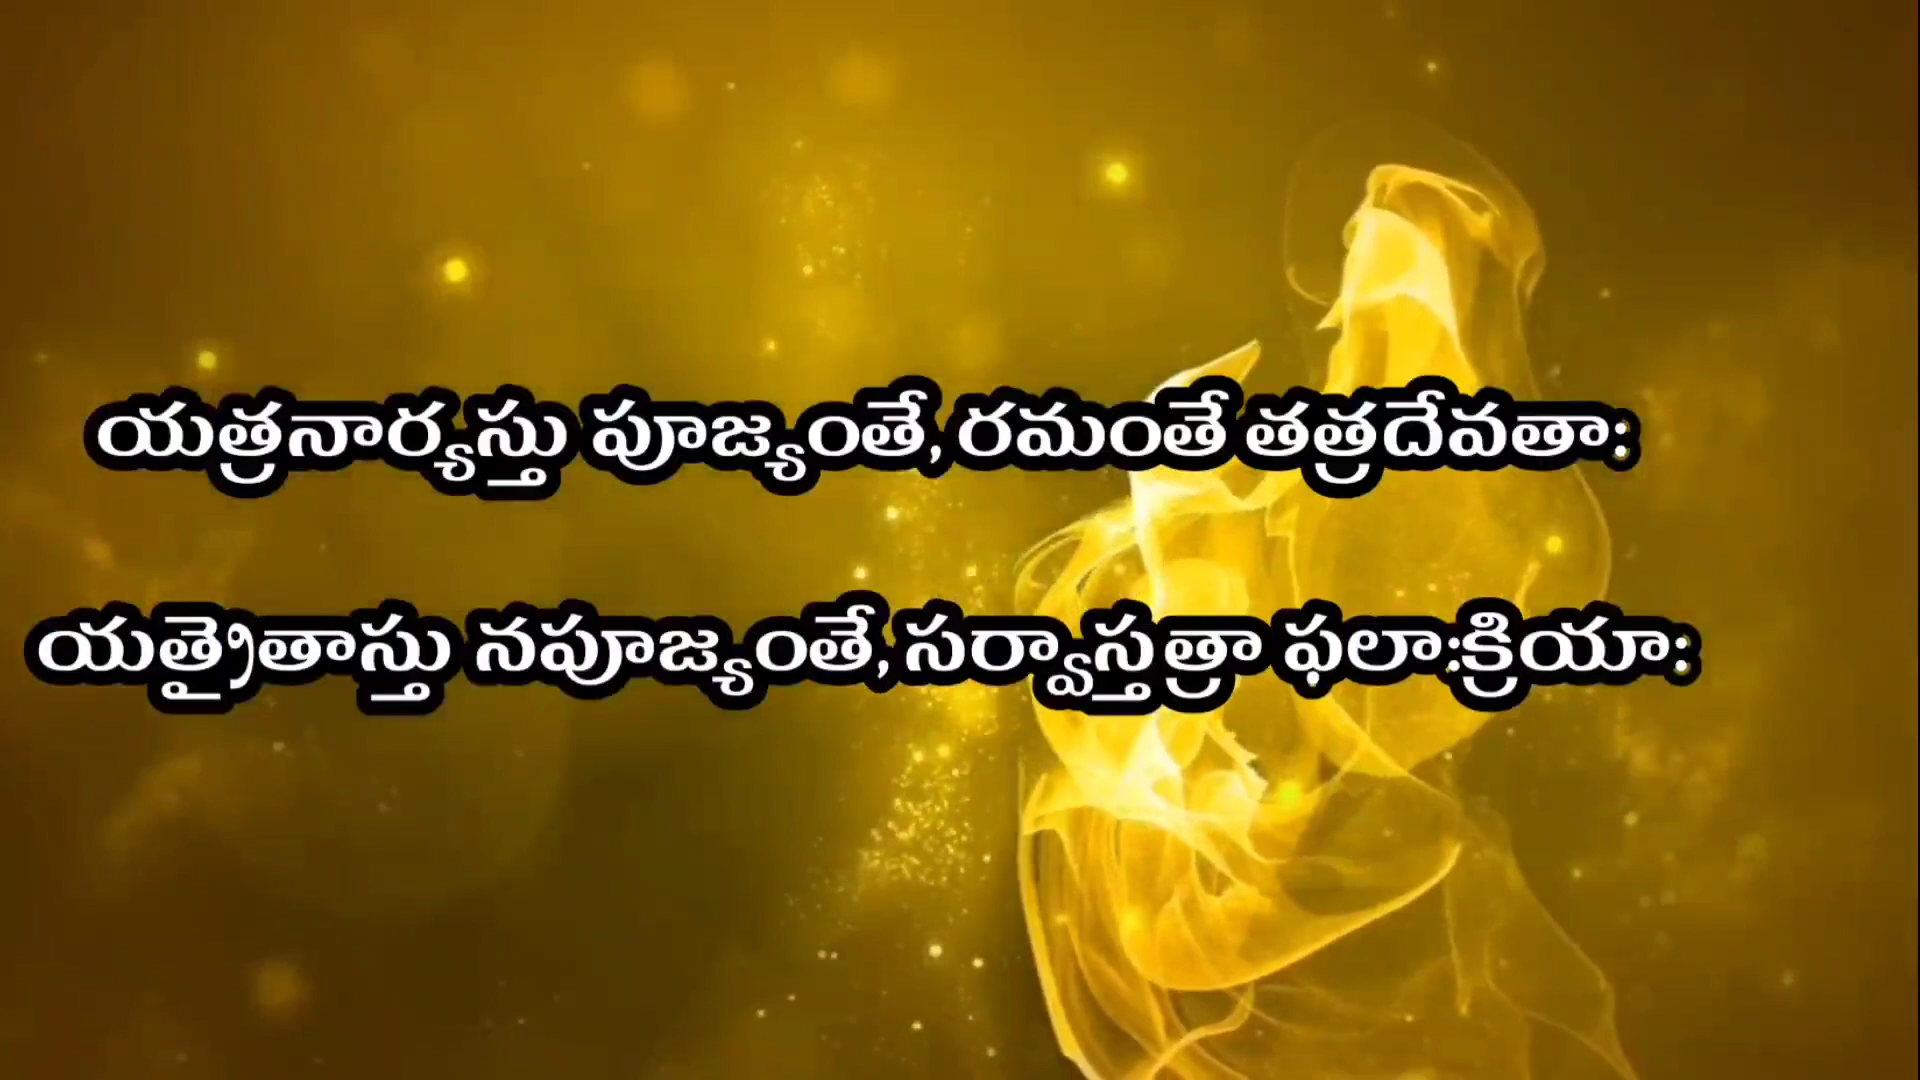 యత్రనార్యస్తు పూజ్యంతే, రమంతే తత్రదేవతా:
యత్రైతాస్తు నపూజ్యంతే, సర్వాస్తత్రా ఫలా:క్రియా: